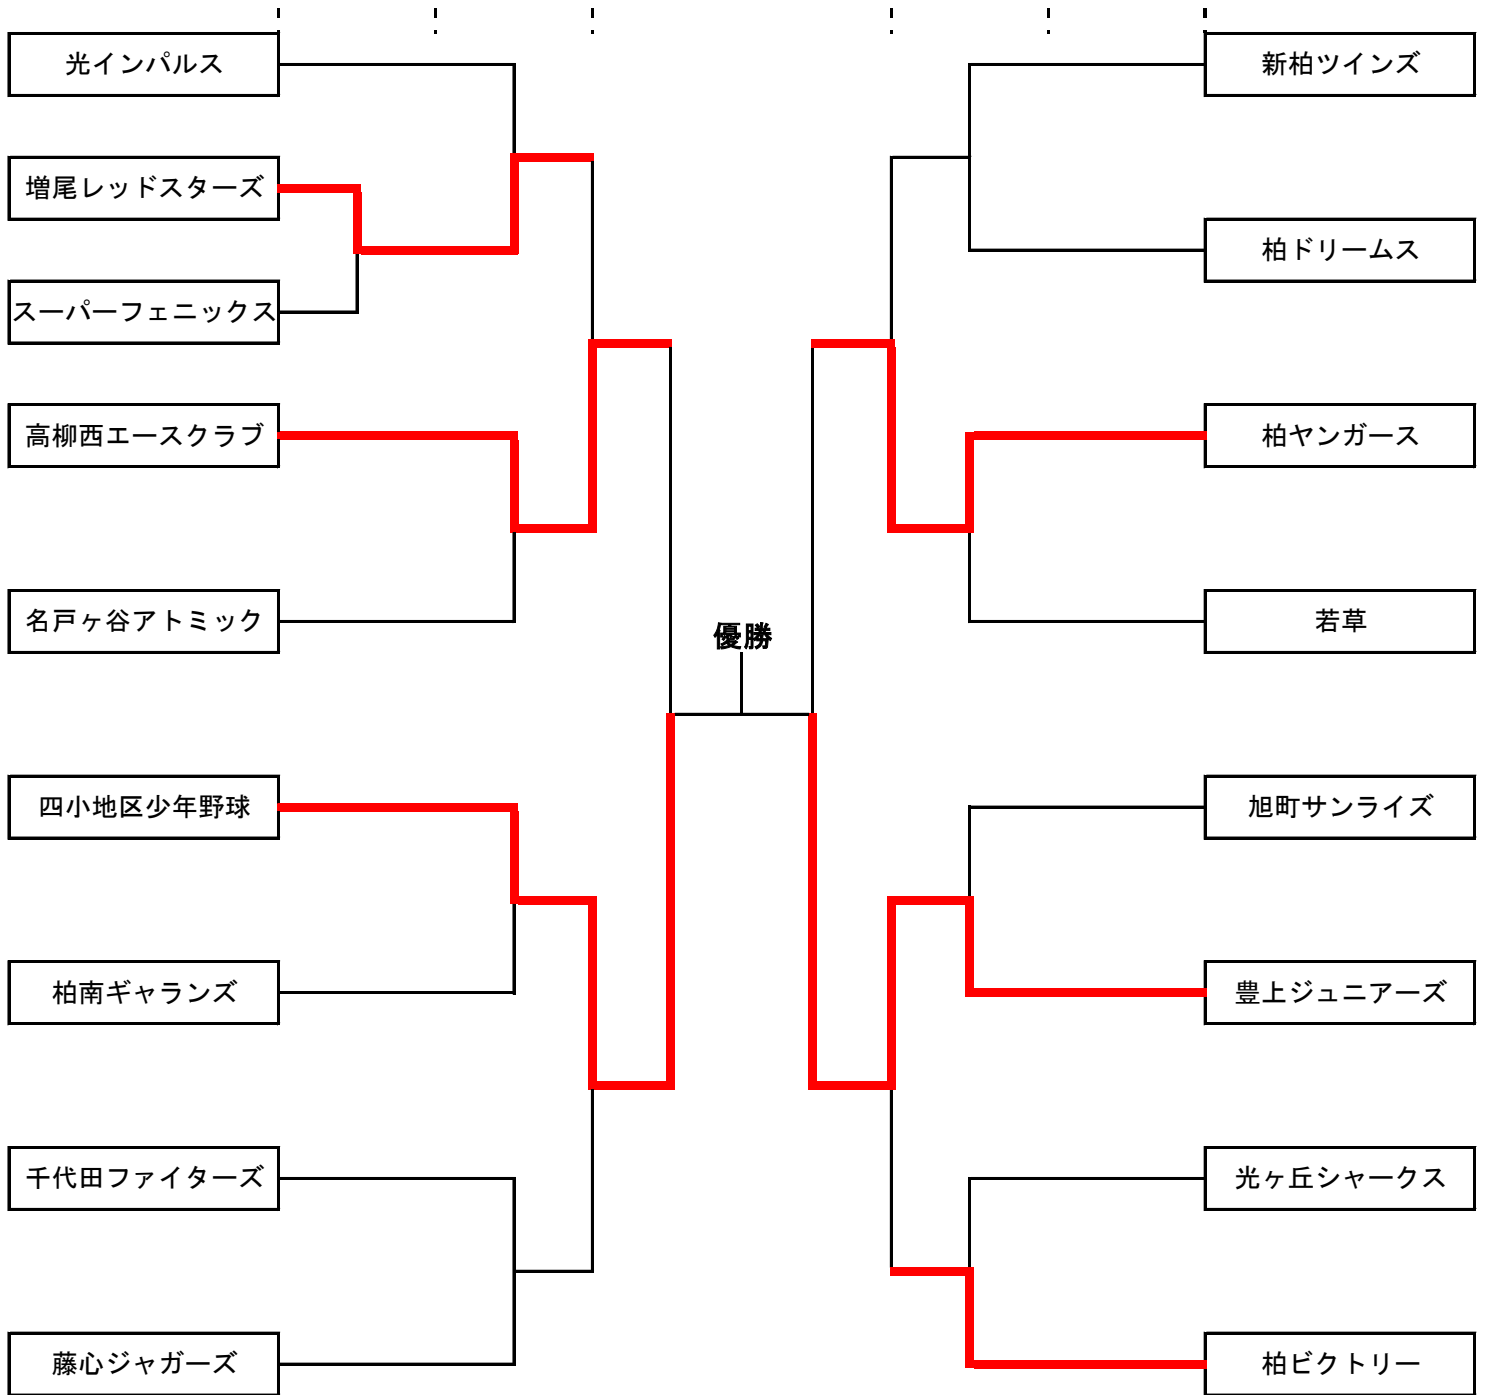 光インパルス
増尾レッドスターズ
スーパーフェニックス
高柳西エースクラブ
名戸ヶ谷アトミック
四小地区少年野球
柏南ギャランズ
千代田ファイターズ
藤心ジャガーズ
優勝
新柏ツインズ
柏ドリームス
柏ヤンガース
若草
旭町サンライズ
豊上ジュニアーズ
光ヶ丘シャークス
柏ビクトリー